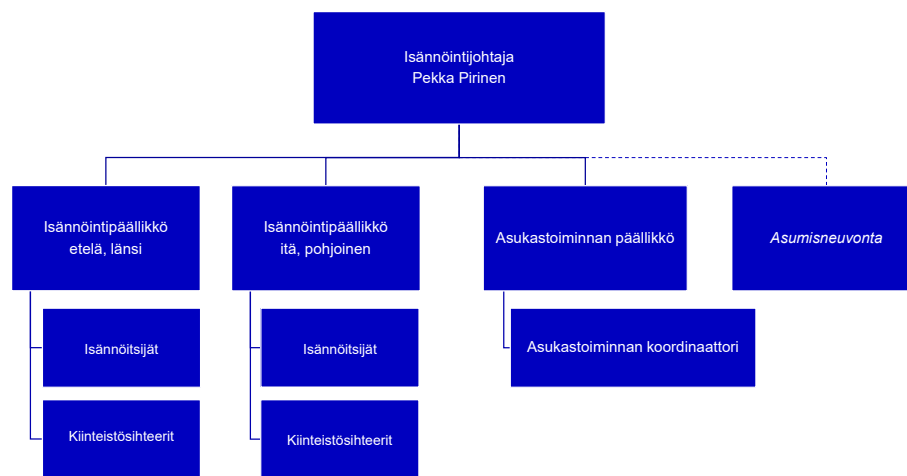 Isännöintijohtaja
Pekka Pirinen
Isännöintipäällikkö
etelä, länsi
Isännöintipäällikkö
itä, pohjoinen
Asukastoiminnan päällikkö
Asumisneuvonta
Isännöitsijät
Isännöitsijät
Asukastoiminnan koordinaattori
Kiinteistösihteerit
Kiinteistösihteerit